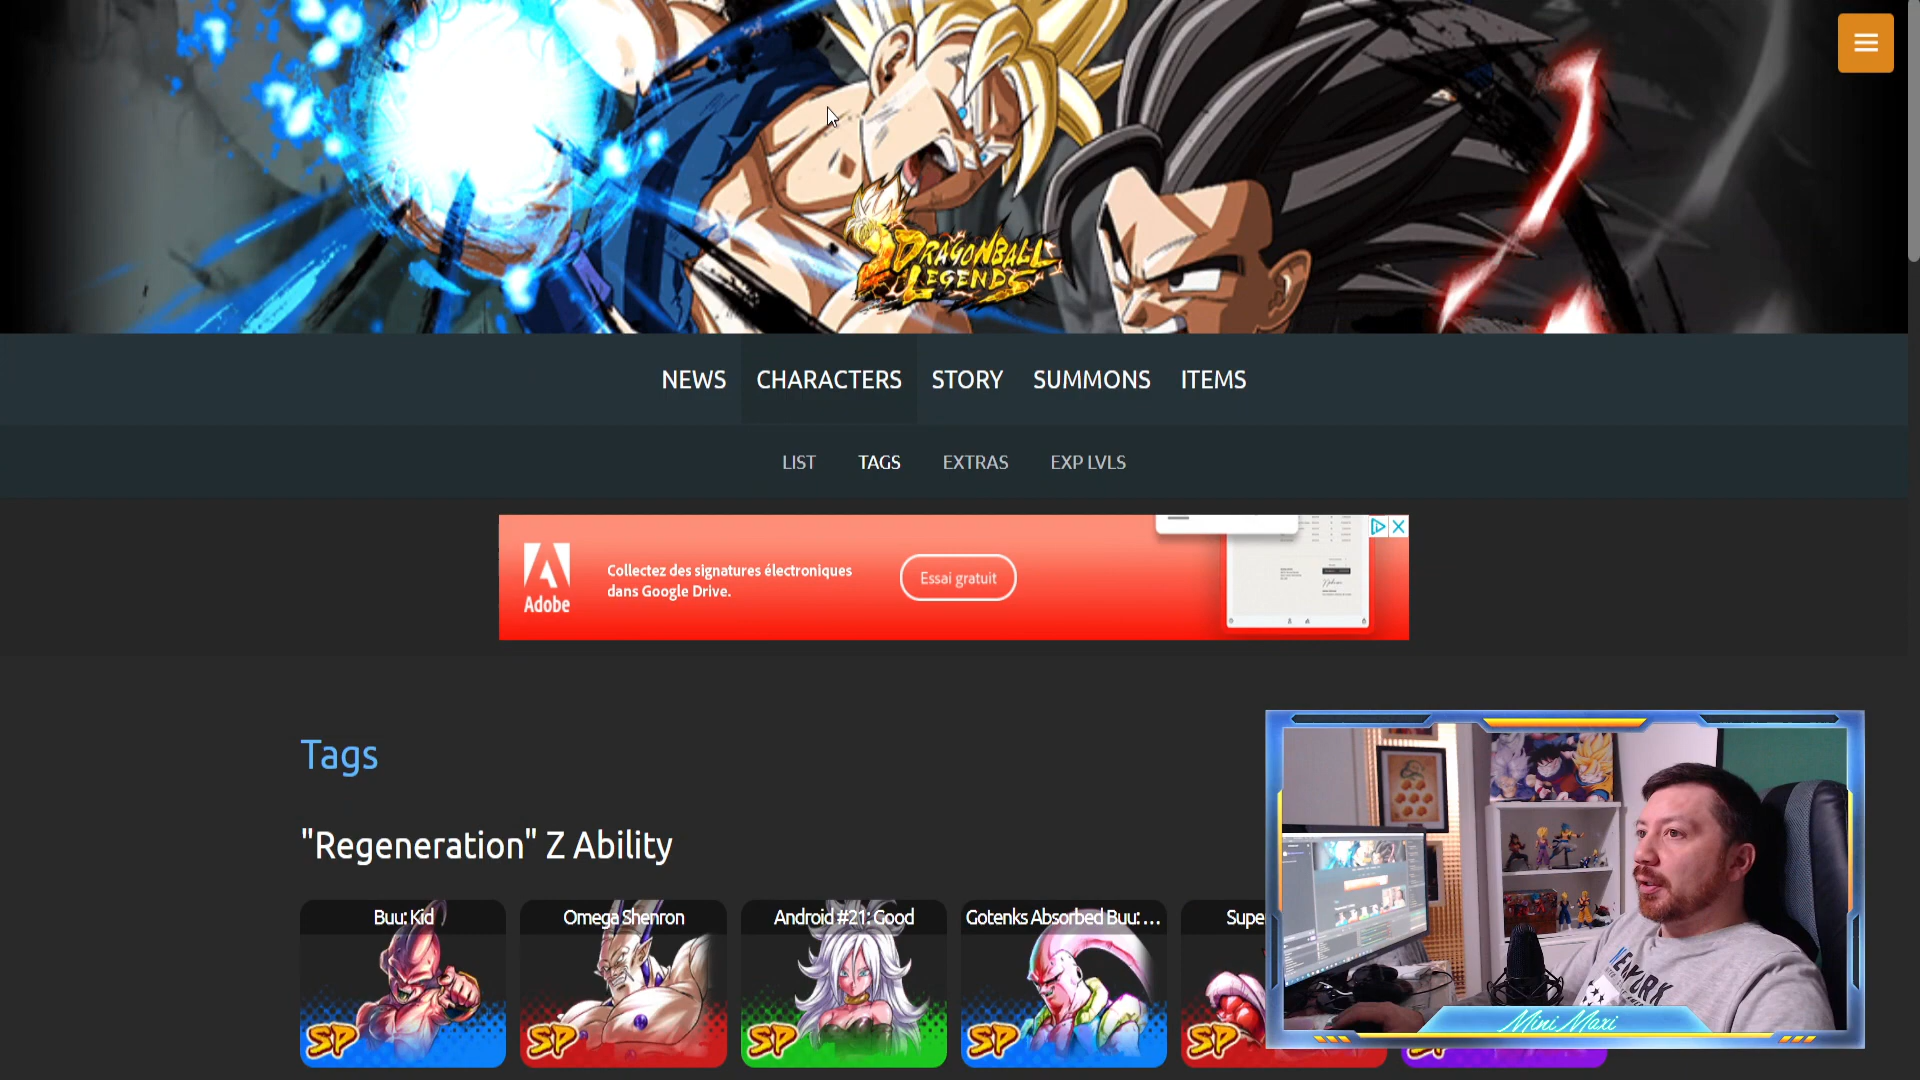 DRAGONBALL
LEGENDS
NEWS CHARACTERS STORY SUMMONS ITEMS
LIST TAGS EXTRAS EXP LVLS
Adobe
Collectez des signatures électroniques
dans Google Drive.
Essai gratuit
Tags
"Regeneration" Z Ability
Buu: Kid
Omega Shenron
Android #21: Good
Gotenks Absorbed Buu: ...
Supe
SP
SP
SP
SP
SP
NEW YORK
Mini Maxi